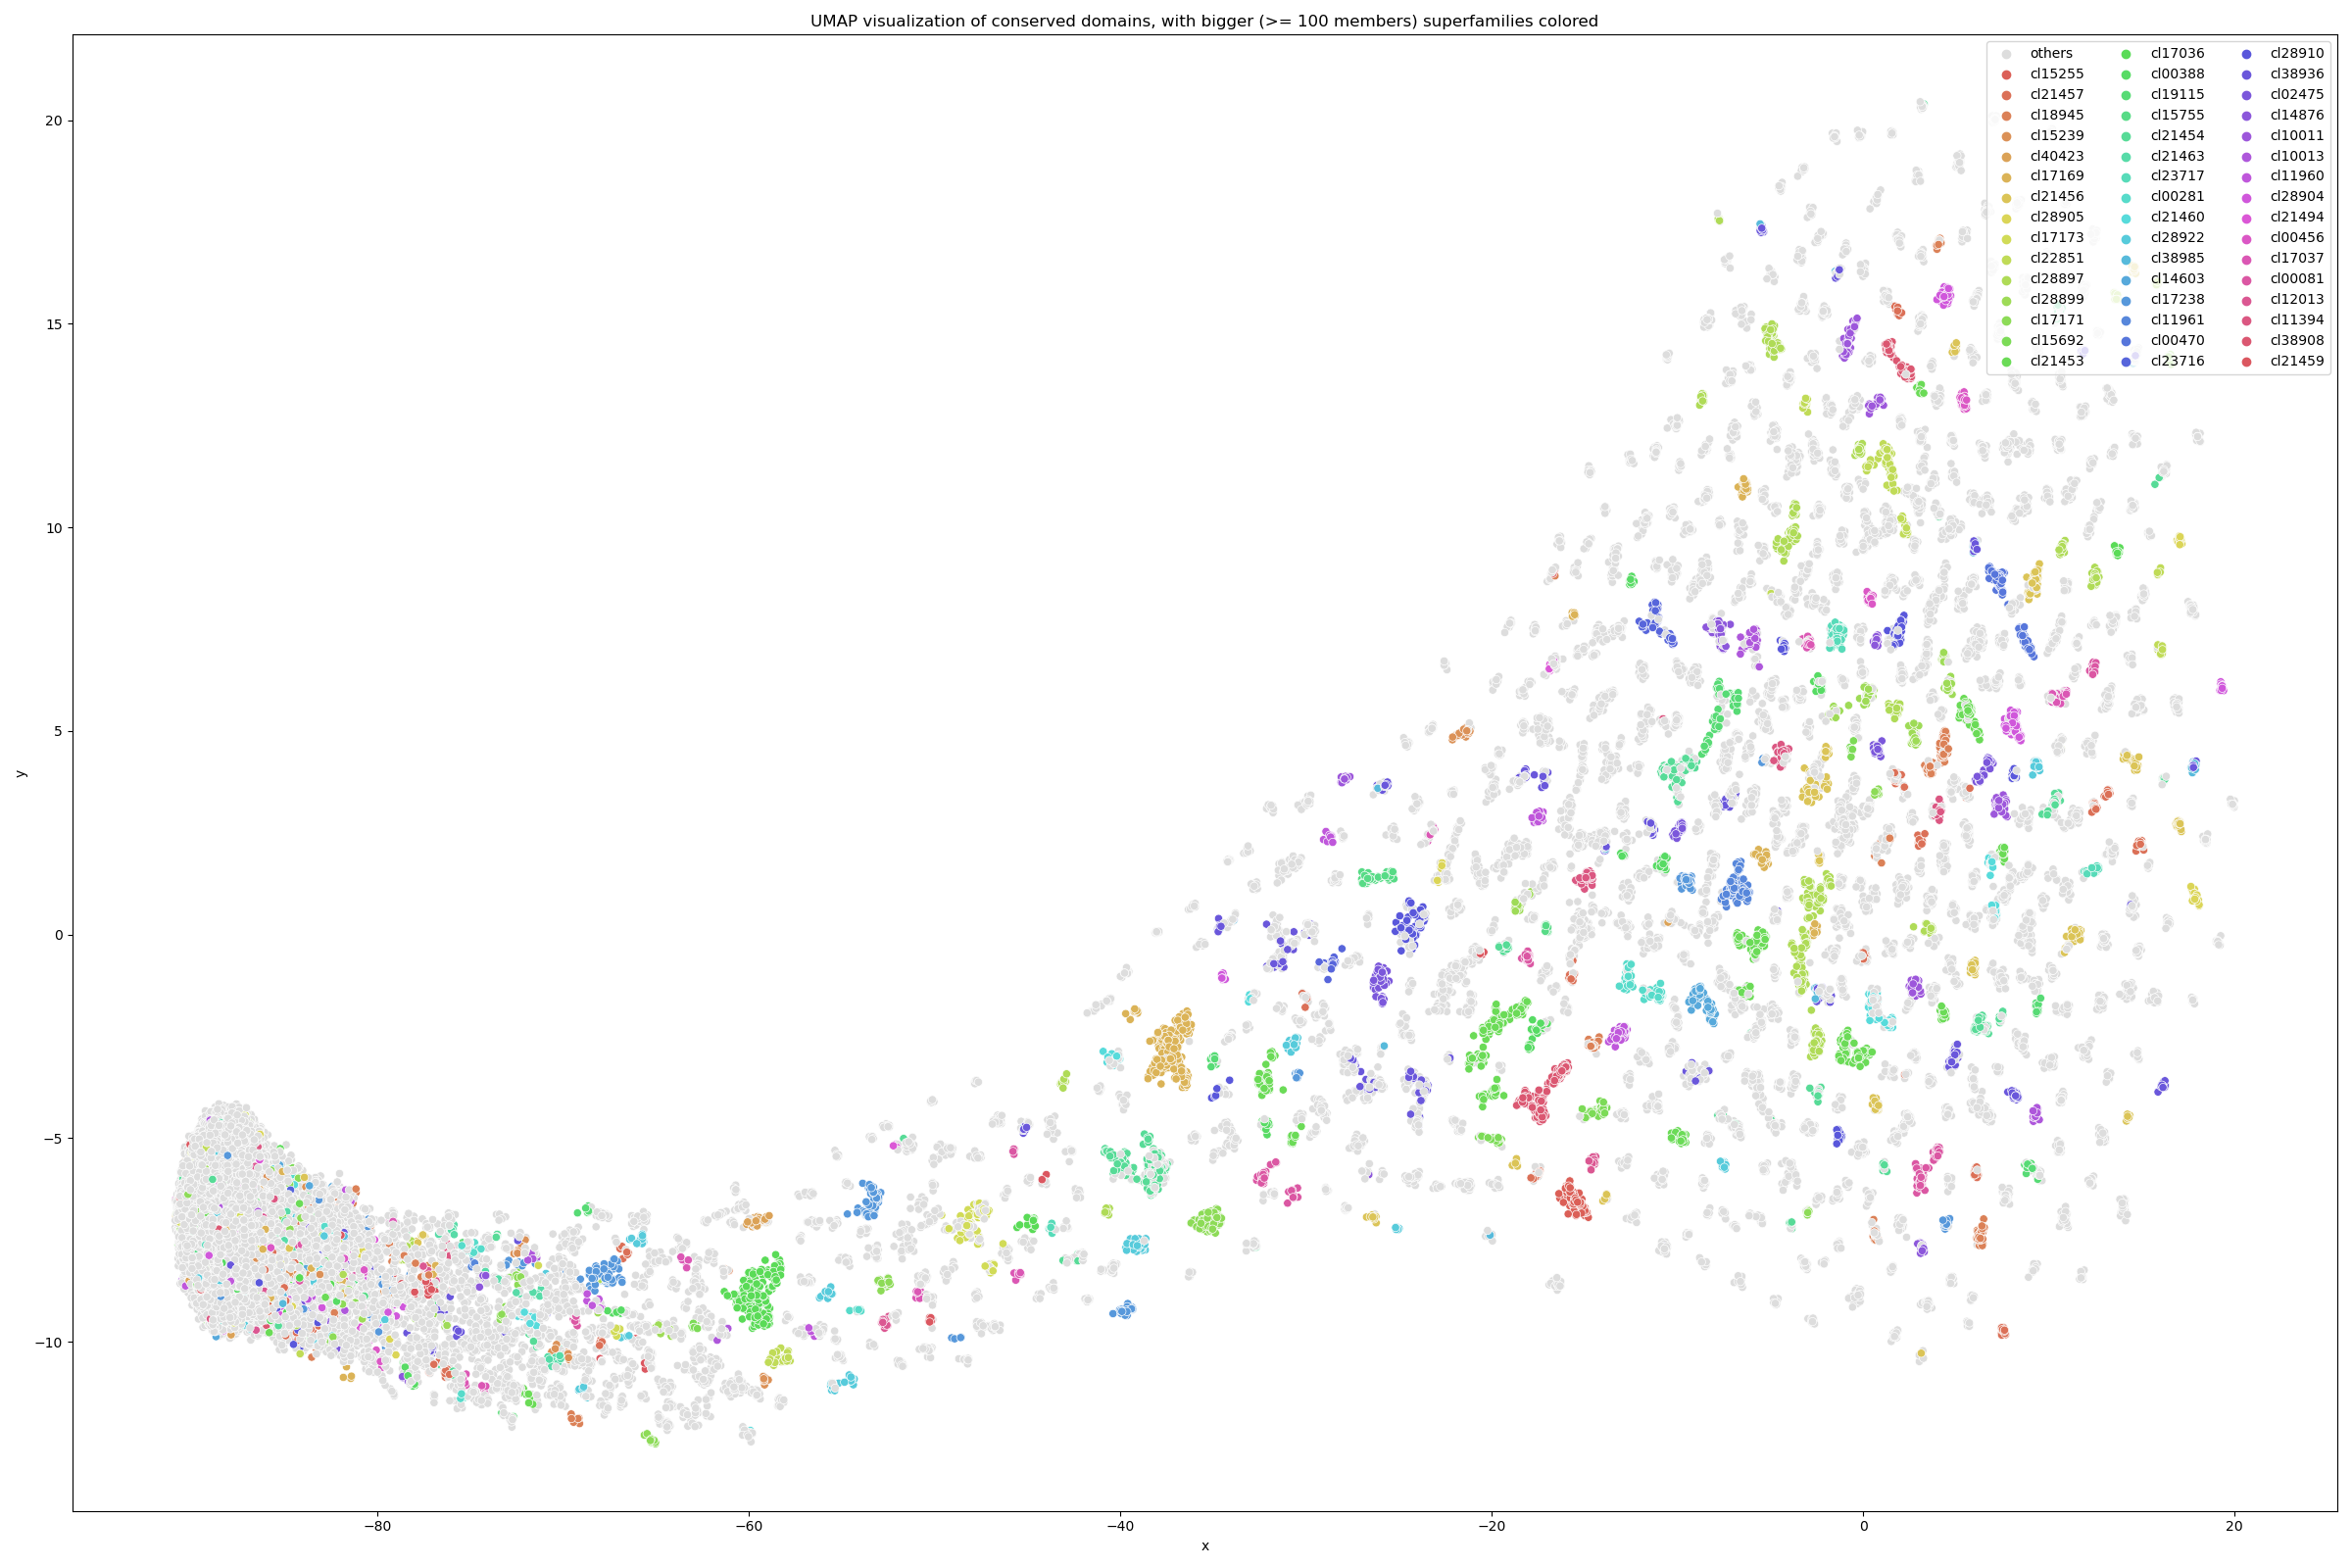 UMAP visualization of conserved domains, with bigger (>= 100 members) superfamilies colored
others
cl15255
cl21457
cl18945
cl15239
cl40423
cl17169
cl21456
cl28905
cl17173
cl22851
cl28897
cl28899
cl17171
cl15692
cl21453
cl17036
cl00388
cl19115
cl15755
cl21454
cl21463
cl23717
cl00281
cl21460
cl28922
cl38985
cl14603
cl17238
cl11961
cl00470
cl23716
cl28910
cl38936
cl02475
cl14876
cl10011
cl10013
cl11960
cl28904
cl21494
cl00456
cl17037
cl00081
cl12013
cl11394
cl38908
cl21459
20
15
10
5
0
−5
−10
y
−80
−60
−40
−20
0
20
x